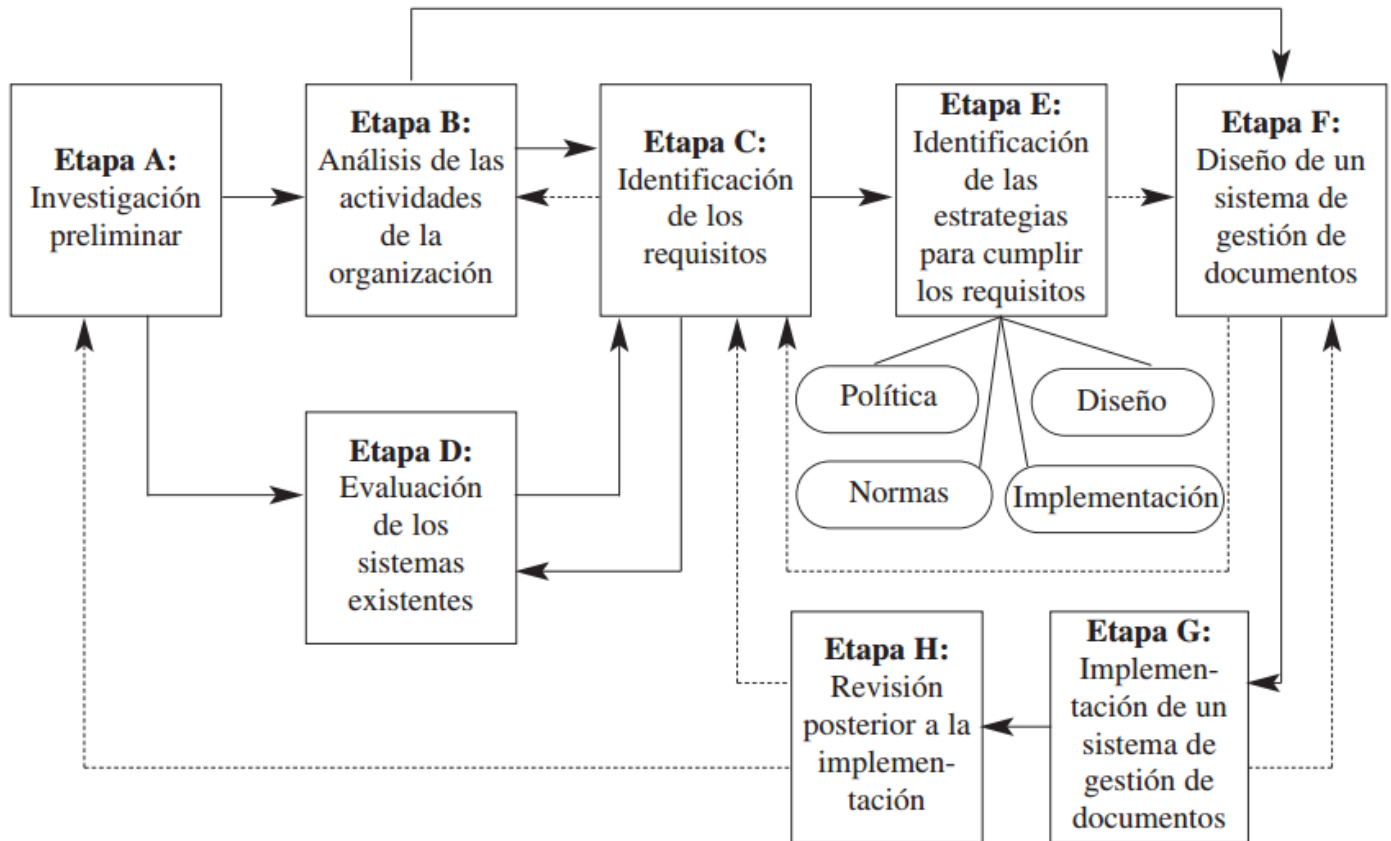 Etapa A:
Investigación
preliminar
Etapa B:
Análisis de las
actividades
de la
organización
Etapa C:
Identificación
de los
requisitos
Etapa E:
Identificación
de las
estrategias
para cumplir
los requisitos
Etapa F:
Diseño de un
sistema de
gestión de
documentos
Política
Diseño
Normas
Implementación
Etapa D:
Evaluación
de los
sistemas
existentes
Etapa H:
Revisión
posterior a la
implemen-
tación
Etapa G:
Implemen-
tación de un
sistema de
gestión de
documentos